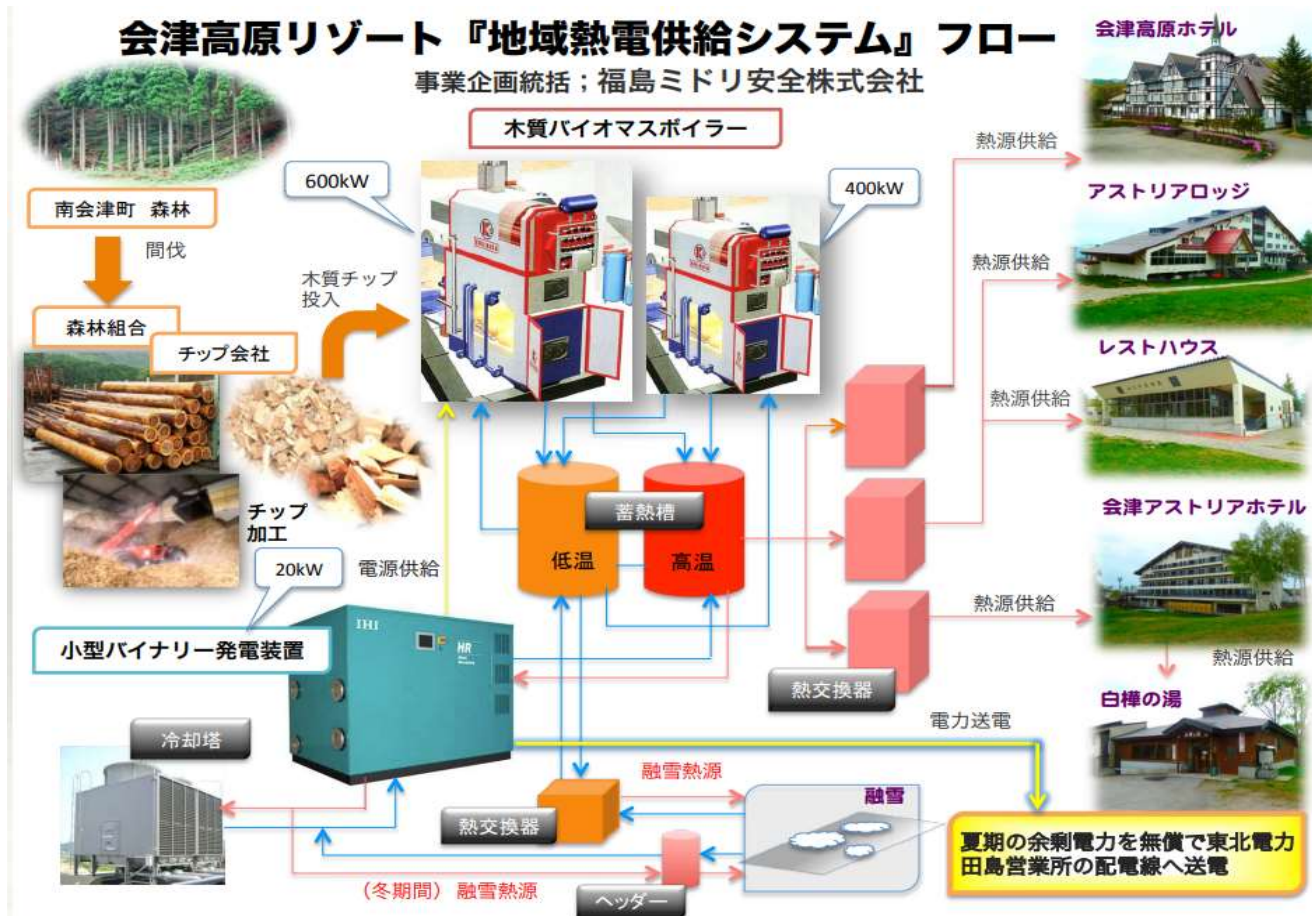 会津高原リゾート『地域熱電供給システム』フロー
事業企画統括；福島ミドリ安全株式会社
木質バイオマスボイラー
600kW
400kW
南会津町 森林
間伐
森林組合
チップ会社
木質チップ
投入
チップ
加工
20kW
電源供給
小型バイナリー発電装置
IHI
HR
冷却塔
蓄熱槽
低温
高温
熱交換器
熱源供給
会津高原ホテル
熱源供給
アストリアロッジ
熱源供給
レストハウス
熱源供給
会津アストリアホテル
熱源供給
白樺の湯
電力送電
融雪熱源
熱交換器
融雪
（冬期間） 融雪熱源
ヘッダー
夏期の余剰電力を無償で東北電力
田島営業所の配電線へ送電